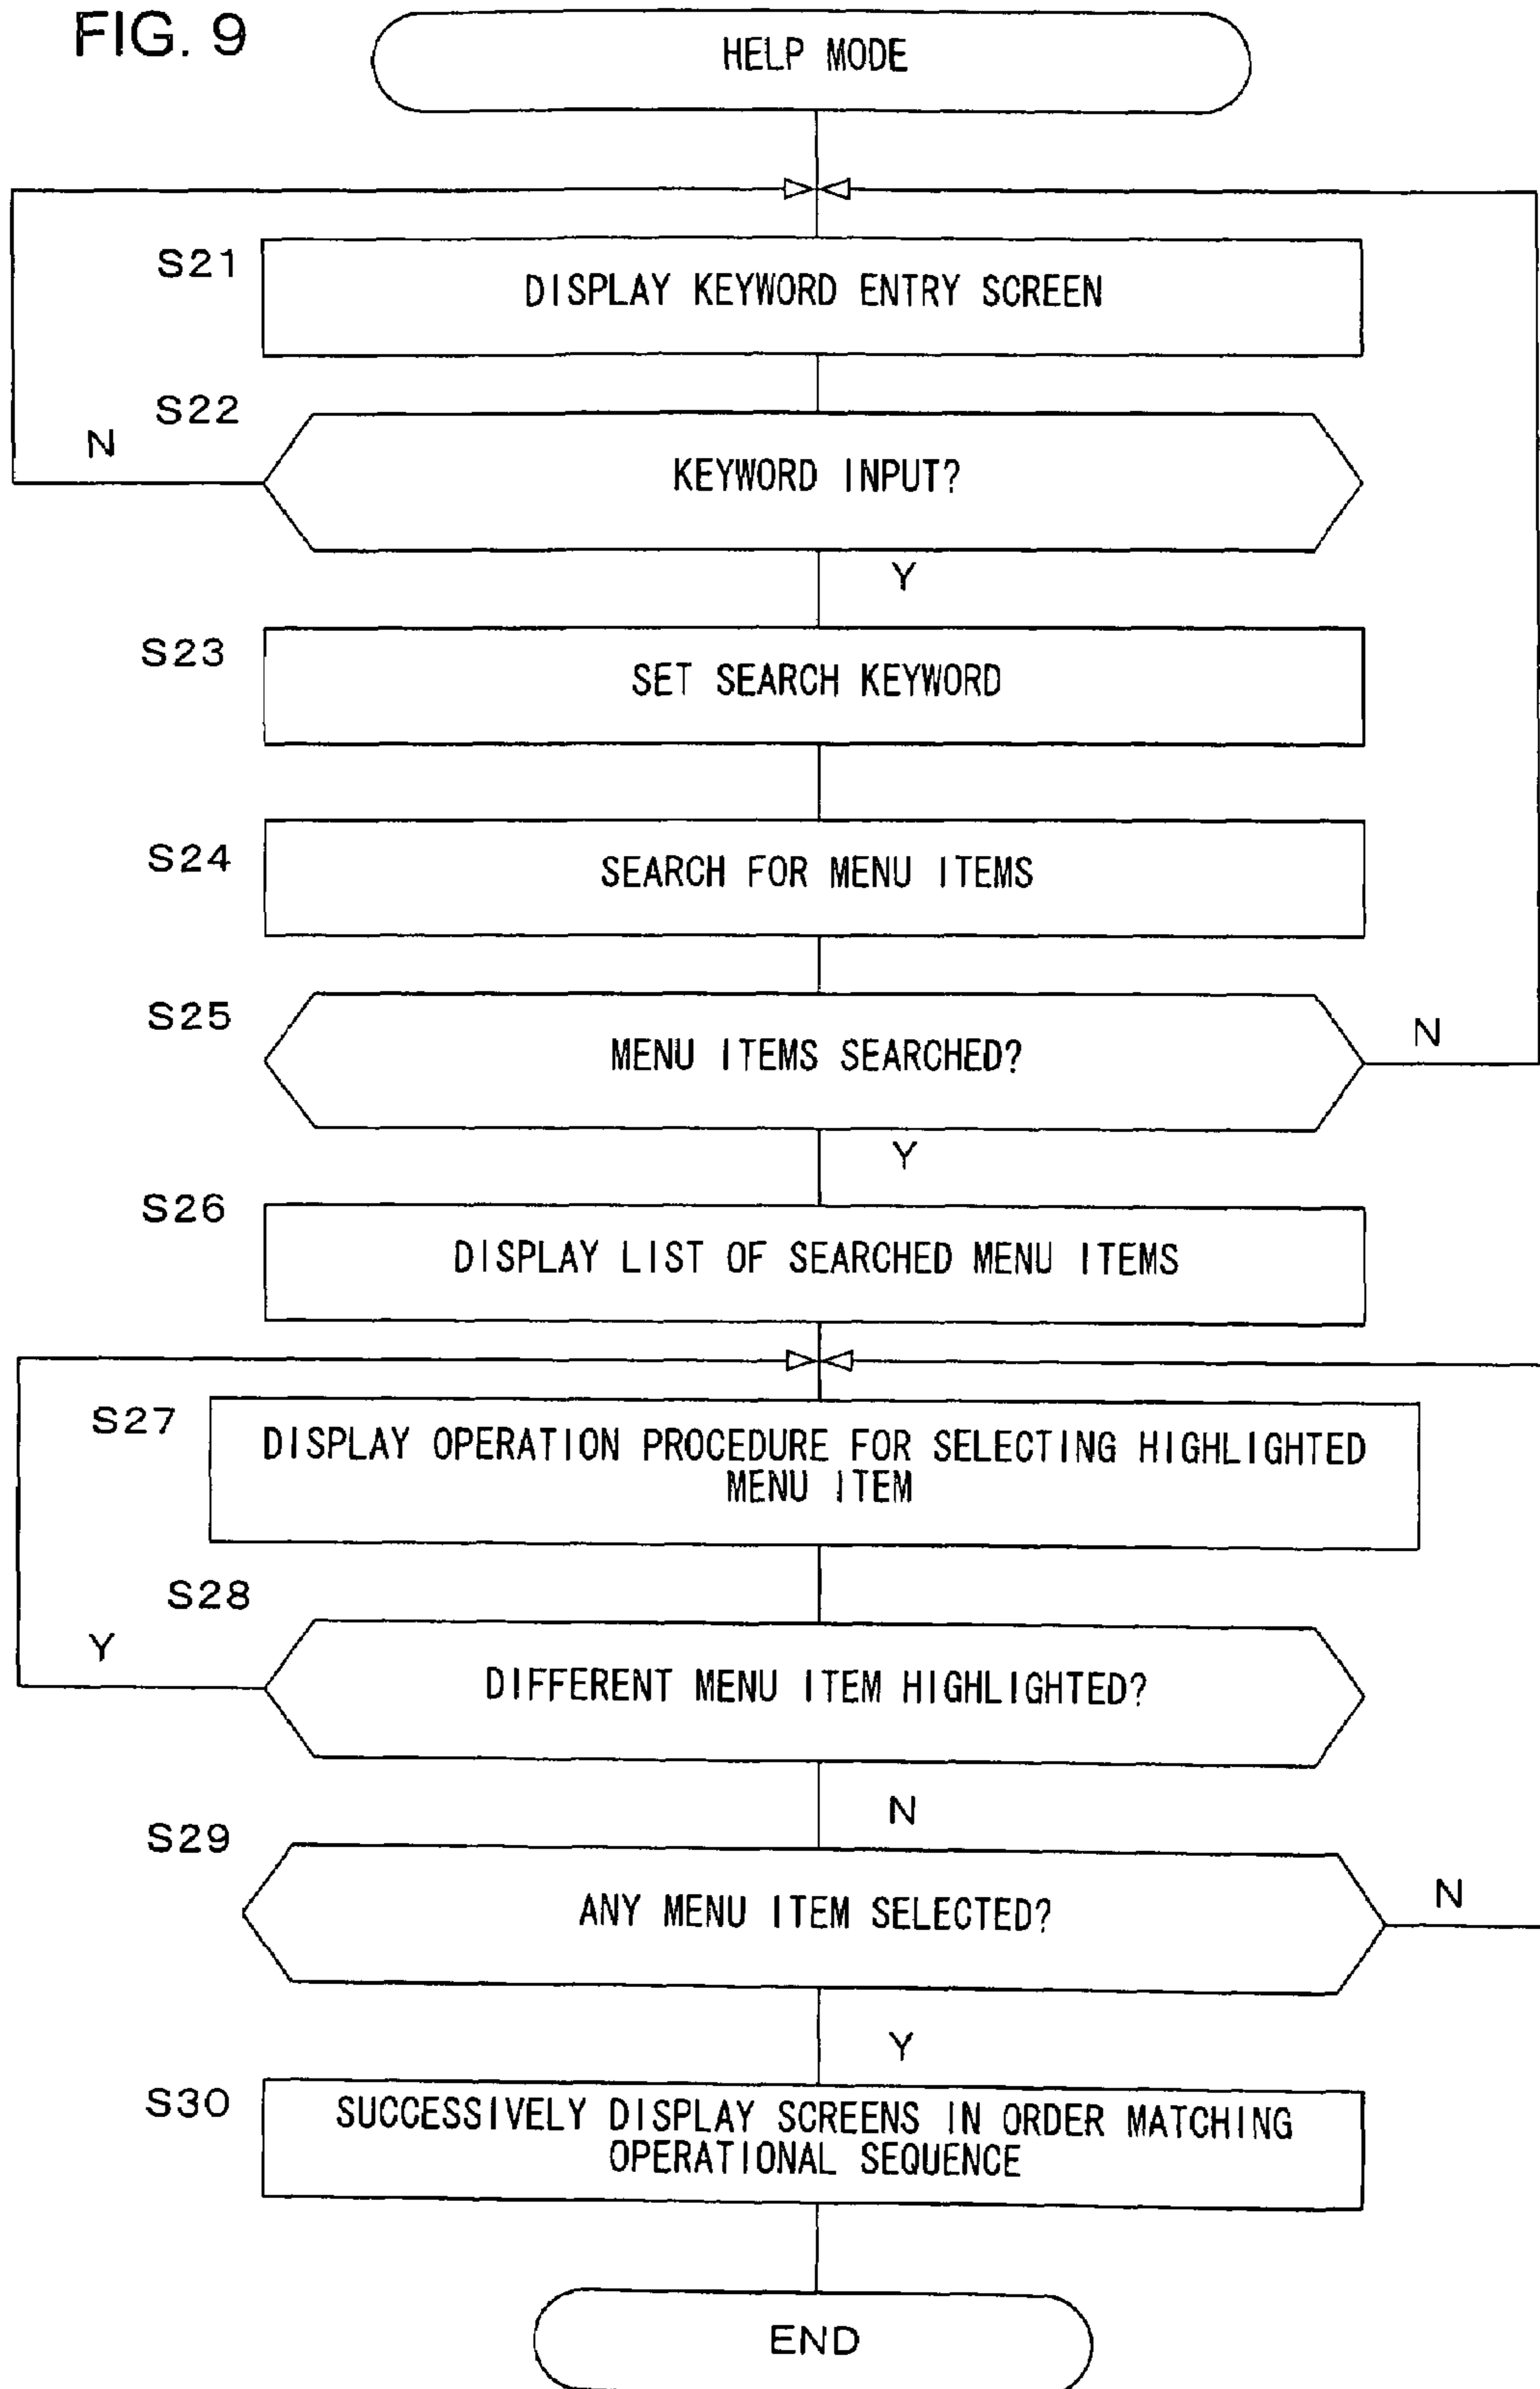 FIG. 9
HELP MODE
S21
DISPLAY KEYWORD ENTRY SCREEN
S22
N
KEYWORD INPUT?
Y
S23
SET SEARCH KEYWORD
S24
SEARCH FOR MENU ITEMS
S25
MENU ITEMS SEARCHED?
N
Y
S26
DISPLAY LIST OF SEARCHED MENU ITEMS
S27
DISPLAY OPERATION PROCEDURE FOR SELECTING HIGHLIGHTED
MENU ITEM
S28
Y
DIFFERENT MENU ITEM HIGHLIGHTED?
N
S29
ANY MENU ITEM SELECTED?
N
Y
S30
SUCCESSIVELY DISPLAY SCREENS IN ORDER MATCHING
OPERATIONAL SEQUENCE
END